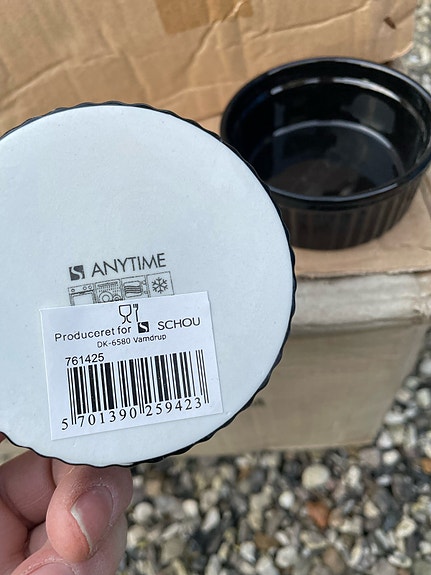 ANYTIME
Produceret for SCHOU
DK-6580 Vamdrup
761425
5 701390 259423